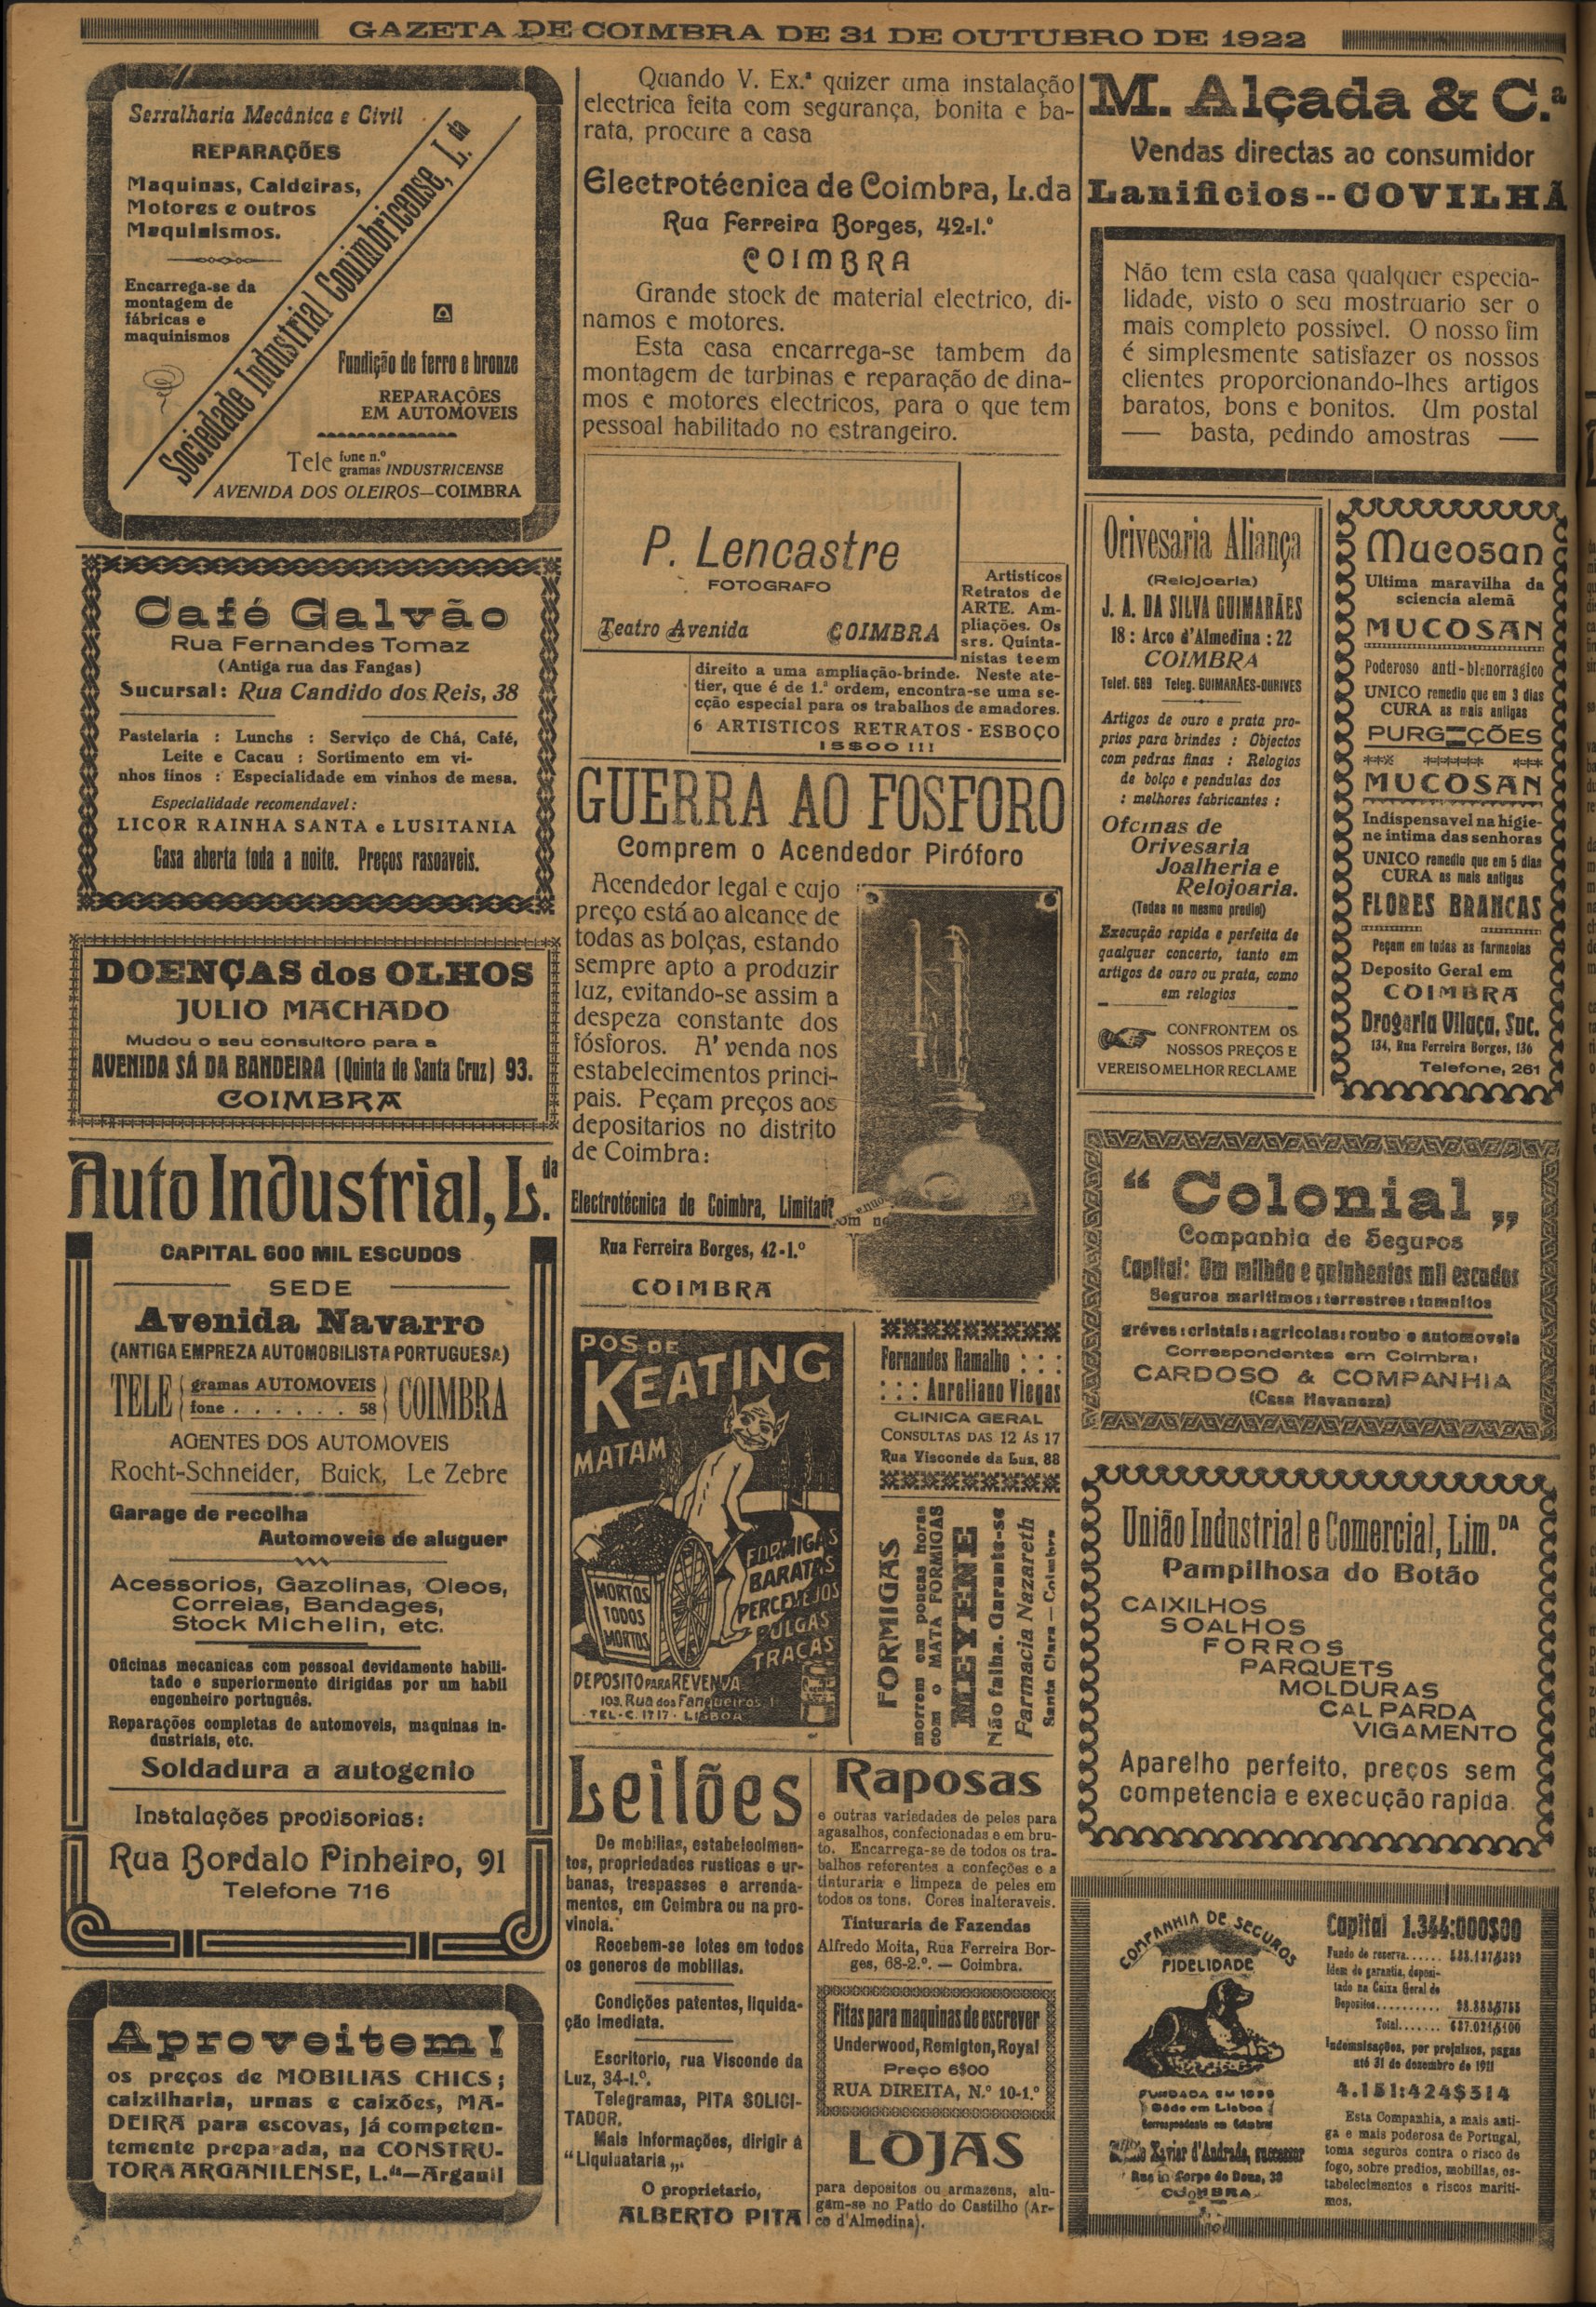 GAZETA DE COIMBRA DE 31 DE OUTUBRO DE 1922
Serralharia Mecânica e Civil
REPARAÇÕES
Maquinas, Caldeiras,
Motores e outros
Maquinismos.
Encarrega-se da
montagem de
fábricas e
maquinismos
Sociedade Industrial Conimbricense, L.da
Fundição de ferro e bronze
REPARAÇÕES
EM AUTOMOVEIS
Tele fone n.º
gramas INDUSTRICENSE
AVENIDA DOS OLEIROS—COIMBRA
Café Galvão
Rua Fernandes Tomaz
(Antiga rua das Fangas)
Sucursal: Rua Candido dos Reis, 38
Pastelaria : Lunchs : Serviço de Chá, Café,
Leite e Cacau : Sortimento em vi-
nhos finos : Especialidade em vinhos de mesa.
Especialidade recomendavel:
LICOR RAINHA SANTA e LUSITANIA
Casa aberta toda a noite. Preços rasoaveis.
DOENÇAS dos OLHOS
JULIO MACHADO
Mudou o seu consultoro para a
AVENIDA SÁ DA BANDEIRA (Quinta de Santa Cruz) 93.
COIMBRA
Auto Industrial, L.da
CAPITAL 600 MIL ESCUDOS
SEDE
Avenida Navarro
(ANTIGA EMPREZA AUTOMOBILISTA PORTUGUESA)
TELE gramas AUTOMOVEIS COIMBRA
fone . . . . . . 58
AGENTES DOS AUTOMOVEIS
Rocht-Schneider, Buick, Le Zebre
Garage de recolha
Automoveis de aluguer
Acessorios, Gazolinas, Oleos,
Correias, Bandages,
Stock Michelin, etc.
Oficinas mecanicas com pessoal devidamente habili-
tado e superiormente dirigidas por um habil
engenheiro português.
Reparações completas de automoveis, maquinas in-
dustriais, etc.
Soldadura a autogenio
Instalações provisorias:
Rua Bordalo Pinheiro, 91
Telefone 716
Aproveitem!
os preços de MOBILIAS CHICS;
caixilharia, urnas e caixões, MA-
DEIRA para escovas, já competen-
temente preparada, na CONSTRU-
TORA ARGANILENSE, L.da—Arganil
Quando V. Ex.ª quizer uma instalação
electrica feita com segurança, bonita e ba-
rata, procure a casa
Electrotécnica de Coimbra, L.da
Rua Ferreira Borges, 42-1.º
COIMBRA
Grande stock de material electrico, di-
namos e motores.
Esta casa encarrega-se tambem da
montagem de turbinas e reparação de dina-
mos e motores electricos, para o que tem
pessoal habilitado no estrangeiro.
P. Lencastre
FOTOGRAFO
Teatro Avenida COIMBRA
Artisticos
Retratos de
ARTE. Am-
pliações. Os
srs. Quinta-
nistas teem
direito a uma ampliação-brinde. Neste ate-
tier, que é de 1.ª ordem, encontra-se uma se-
cção especial para os trabalhos de amadores.
6 ARTISTICOS RETRATOS - ESBOÇO
15$00 !!!
GUERRA AO FOSFORO
Comprem o Acendedor Piróforo
Acendedor legal e cujo
preço está ao alcance de
todas as bolças, estando
sempre apto a produzir
luz, evitando-se assim a
despeza constante dos
fósforos. A' venda nos
estabelecimentos princi-
pais. Peçam preços aos
depositarios no distrito
de Coimbra:
Electrotécnica de Coimbra, Limitada
Rua Ferreira Borges, 42-1.º
COIMBRA
POS DE
KEATING
MATAM
FORMIGAS
BARATAS
PERCEVEJOS
PULGAS
TRAÇAS
MORTOS
TODOS
MORTOS
DEPOSITO PARA REVENDA
103, Rua dos Fanqueiros, 1
TEL-C. 1717 - LISBOA
Fernandes Ramalho : : :
: : : Aureliano Viegas
CLINICA GERAL
CONSULTAS DAS 12 ÁS 17
Rua Visconde da Luz, 88
FORMIGAS
morrem em poucas horas
com o MATA FORMIGAS
MEYENE
Não falha. Garante-se
Farmacia Nazareth
Santa Clara — Coimbra
Leilões
De mobilias, estabelecimen-
tos, propriedades rusticas e ur-
banas, trespasses e arrenda-
mentos, em Coimbra ou na pro-
vincia.
Recebem-se lotes em todos
os generos de mobilias.
Condições patentes, liquida-
ção imediata.
Escritorio, rua Visconde da
Luz, 34-1.º.
Telegramas, PITA SOLICI-
TADOR.
Mais informações, dirigir á
“Liquidataria„.
O proprietario,
ALBERTO PITA
Raposas
e outras variedades de peles para
agasalhos, confecionadas e em bru-
to. Encarrega-se de todos os tra-
balhos referentes a confeções e a
tinturaria e limpeza de peles em
todos os tons. Cores inalteraveis.
Tinturaria de Fazendas
Alfredo Moita, Rua Ferreira Bor-
ges, 68-2.º. — Coimbra.
Fitas para maquinas de escrever
Underwood, Remigton, Royal
Preço 6$00
RUA DIREITA, N.º 10-1.º
LOJAS
para depositos ou armazens, alu-
gam-se no Patio do Castilho (Ar-
co d'Almedina).
M. Alçada & C.ª
Vendas directas ao consumidor
Lanificios--COVILHÃ
Não tem esta casa qualquer especia-
lidade, visto o seu mostruario ser o
mais completo possivel. O nosso fim
é simplesmente satisfazer os nossos
clientes proporcionando-lhes artigos
baratos, bons e bonitos. Um postal
— basta, pedindo amostras —
Orivesaria Aliança
(Relojoaria)
J. A. DA SILVA GUIMARÃES
18 : Arco d'Almedina : 22
COIMBRA
Telef. 689 Teleg. GUIMARÃES-OURIVES
Artigos de ouro e prata pro-
prios para brindes : Objectos
com pedras finas : Relogios
de bolço e pendulas dos
: melhores fabricantes :
Oficinas de
Orivesaria
Joalheria e
Relojoaria.
(Todas no mesmo predio)
Execução rapida e perfeita de
qualquer concerto, tanto em
artigos de ouro ou prata, como
em relogios
CONFRONTEM OS
NOSSOS PREÇOS E
VEREIS O MELHOR RECLAME
Mucosan
Ultima maravilha da
sciencia alemã
MUCOSAN
Poderoso anti-blenorragico
UNICO remedio que em 3 dias
CURA as mais antigas
PURGAÇÕES
MUCOSAN
Indispensavel na higie-
ne intima das senhoras
UNICO remedio que em 5 dias
CURA as mais antigas
FLORES BRANCAS
Peçam em todas as farmacias
Deposito Geral em
COIMBRA
Drogaria Vilaça, Suc.
134, Rua Ferreira Borges, 136
Telefone, 261
“Colonial„
Companhia de Seguros
Capital: Um milhão e quinhentos mil escudos
Seguros maritimos : terrestres : tumultos
gréves : cristais : agricolas : roubo e automoveis
Correspondentes em Coimbra:
CARDOSO & COMPANHIA
(Casa Havaneza)
União Industrial e Comercial, Lim.DA
Pampilhosa do Botão
CAIXILHOS
SOALHOS
FORROS
PARQUETS
MOLDURAS
CAL PARDA
VIGAMENTO
Aparelho perfeito, preços sem
competencia e execução rapida.
COMPANHIA DE SEGUROS
FIDELIDADE
FUNDADA EM
Séde em Lisboa
Correspondente em Coimbra
Xavier d'Andrade, successor
Rua Corpo de Deus, 38
COIMBRA
Capital 1.344:000$00
Fundo de reserva......
Idem de garantia, deposi-
tado na Caixa Geral de
Depositos..........
Total.......
Indemnisações, por prejuizos, pagas
até 31 de dezembro de 1911
4.151:424$514
Esta Companhia, a mais anti-
ga e mais poderosa de Portugal,
toma seguros contra o risco de
fogo, sobre predios, mobilias, es-
tabelecimentos e riscos mariti-
mos.